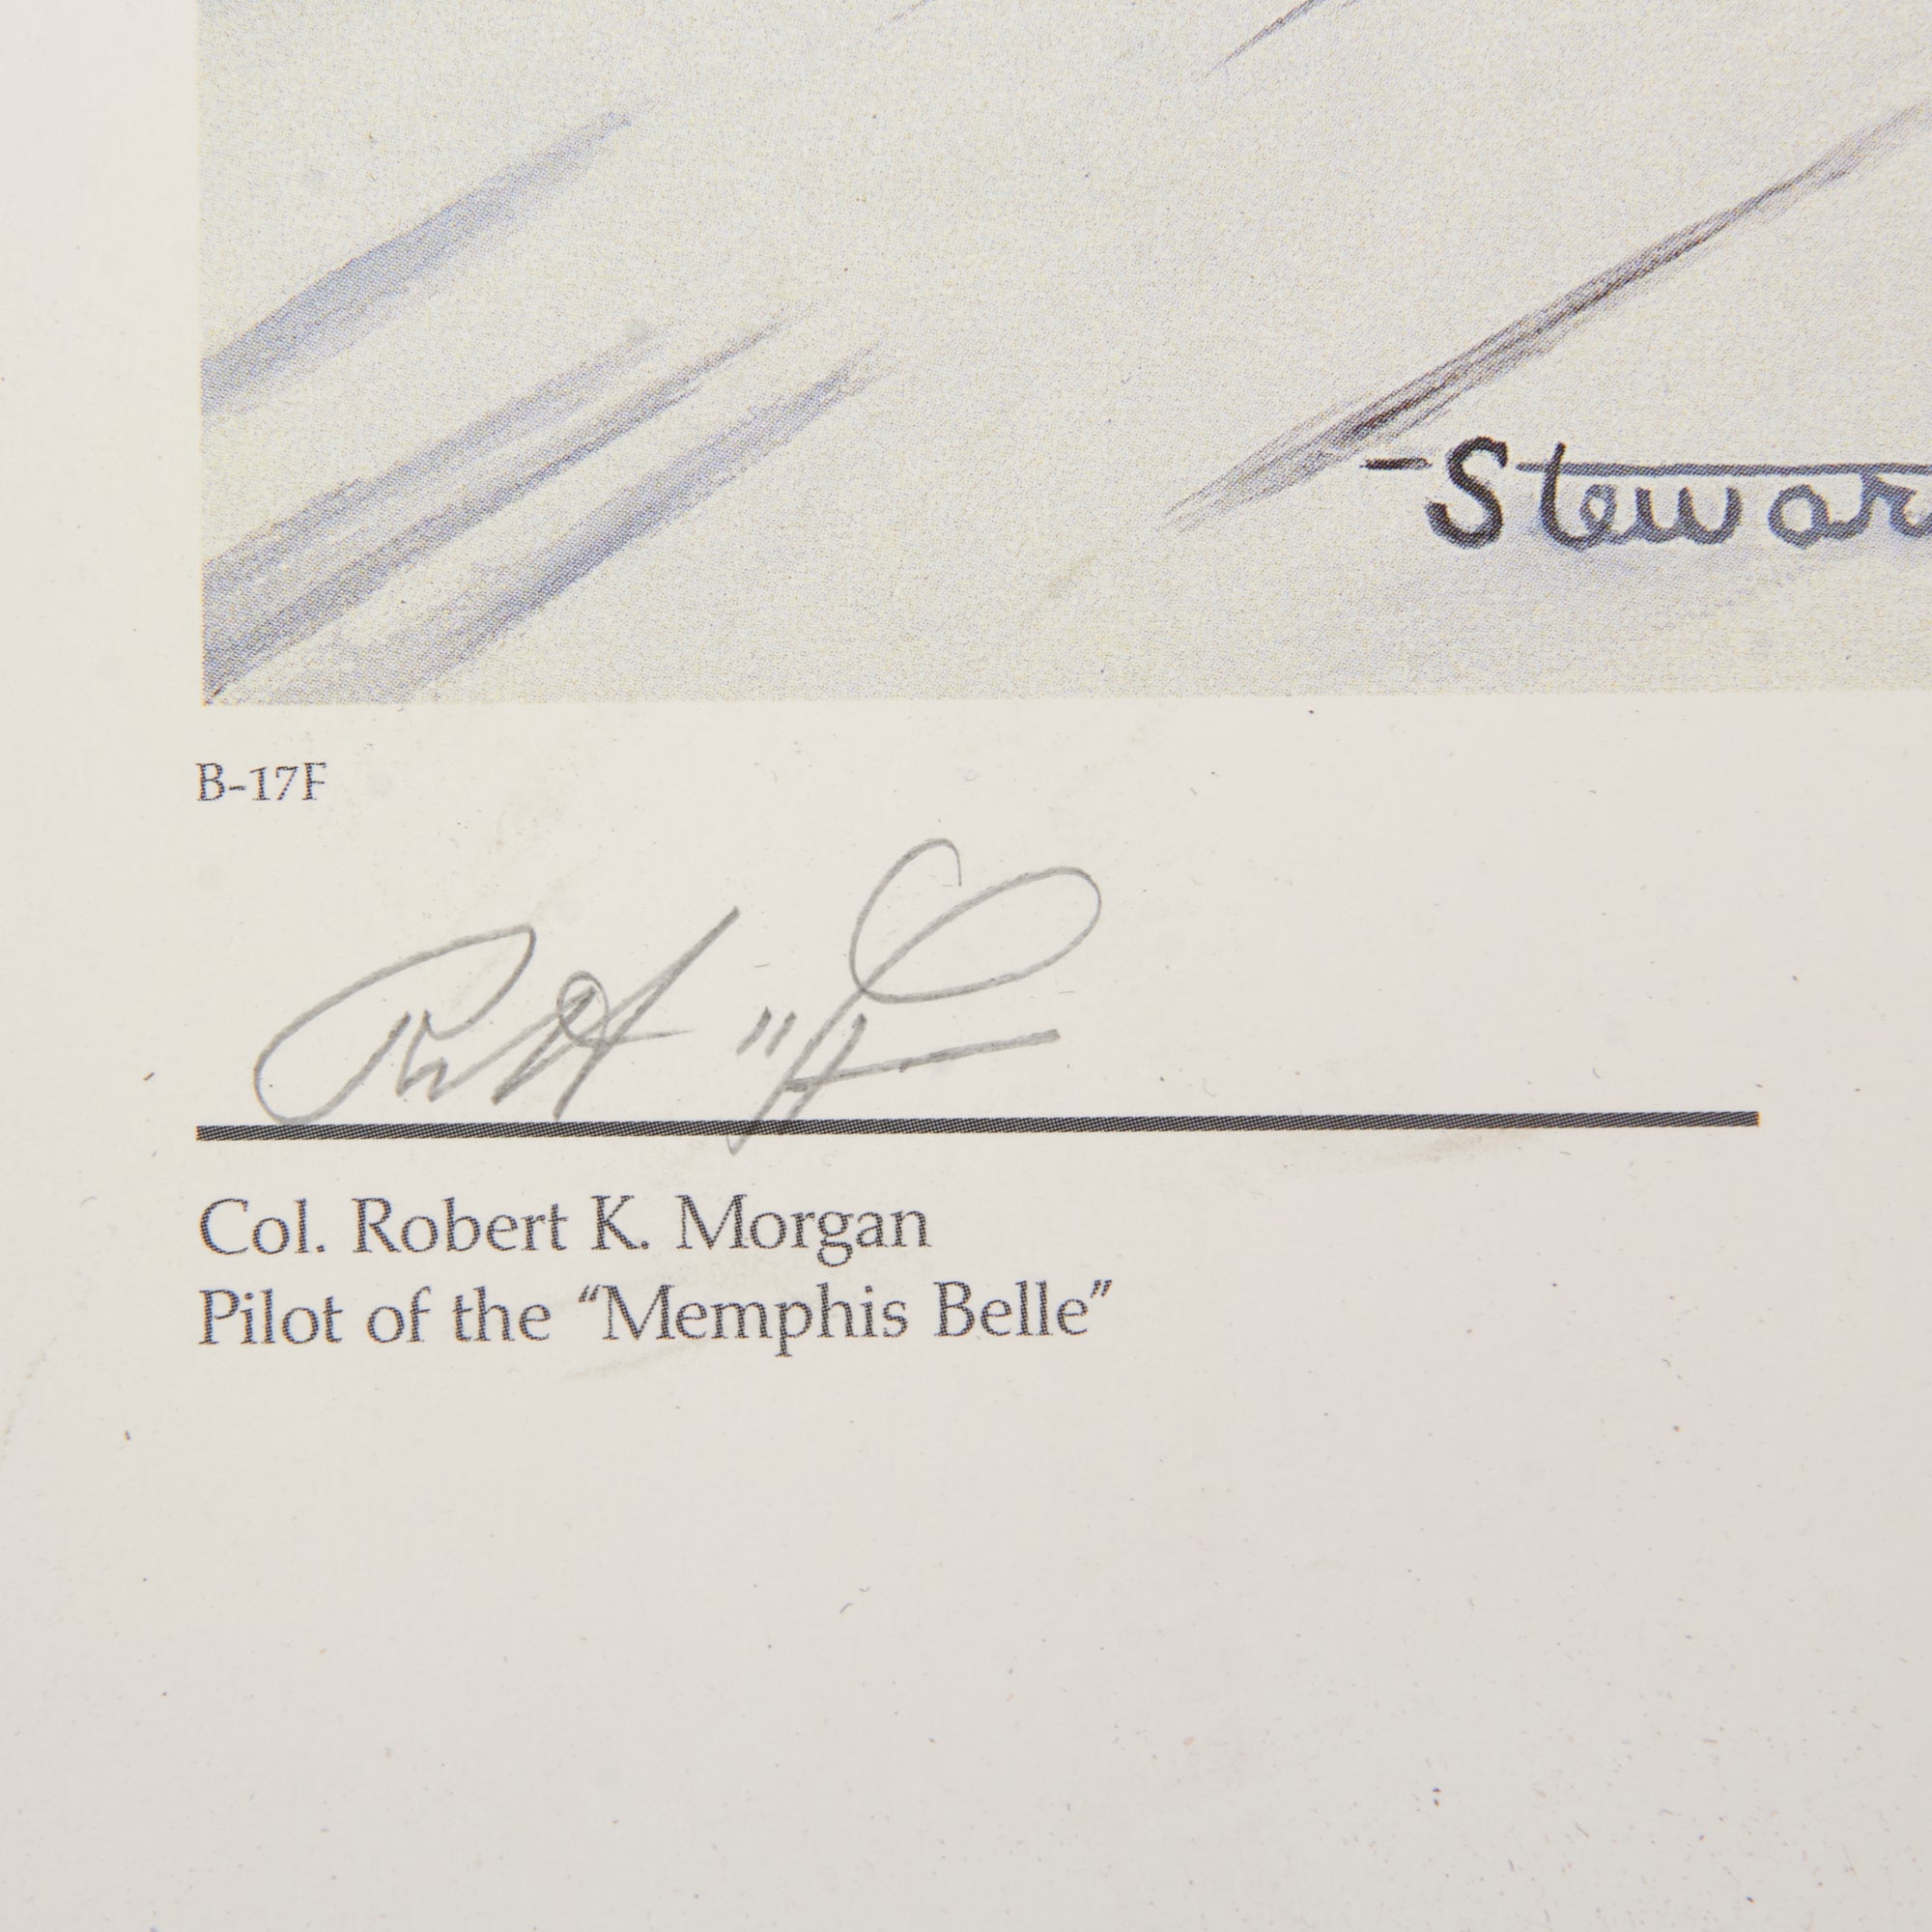 Stewar
B-17F
Col. Robert K. Morgan
Pilot of the “Memphis Belle”